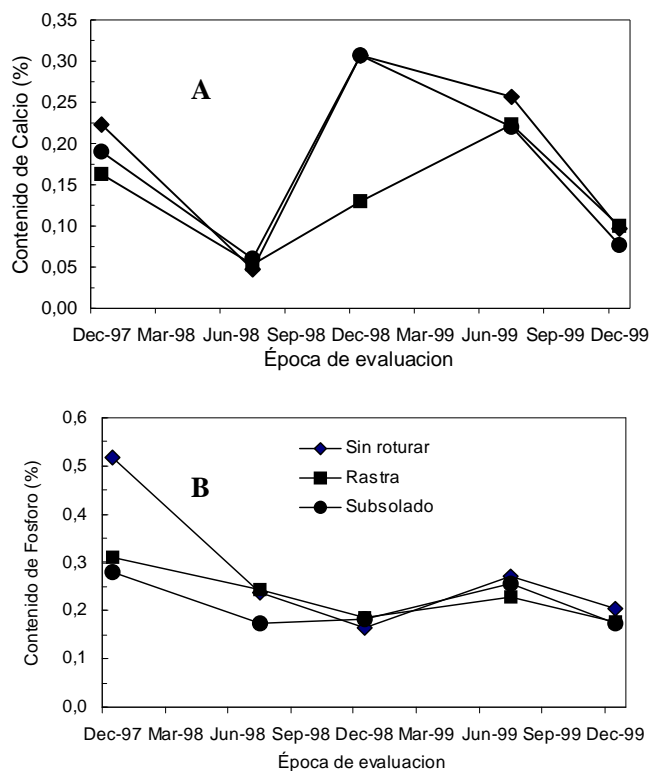 0,35
0,30
0,25
0,20
0,15
0,10
0,05
0,00
Contenido de Calcio (%)
A
Dec-97 Mar-98 Jun-98 Sep-98 Dec-98 Mar-99 Jun-99 Sep-99 Dec-99
Época de evaluacion
0,6
0,5
0,4
0,3
0,2
0,1
0,0
Contenido de Fosforo (%)
B
Sin roturar
Rastra
Subsolado
Dec-97 Mar-98 Jun-98 Sep-98 Dec-98 Mar-99 Jun-99 Sep-99 Dec-99
Época de evaluacion